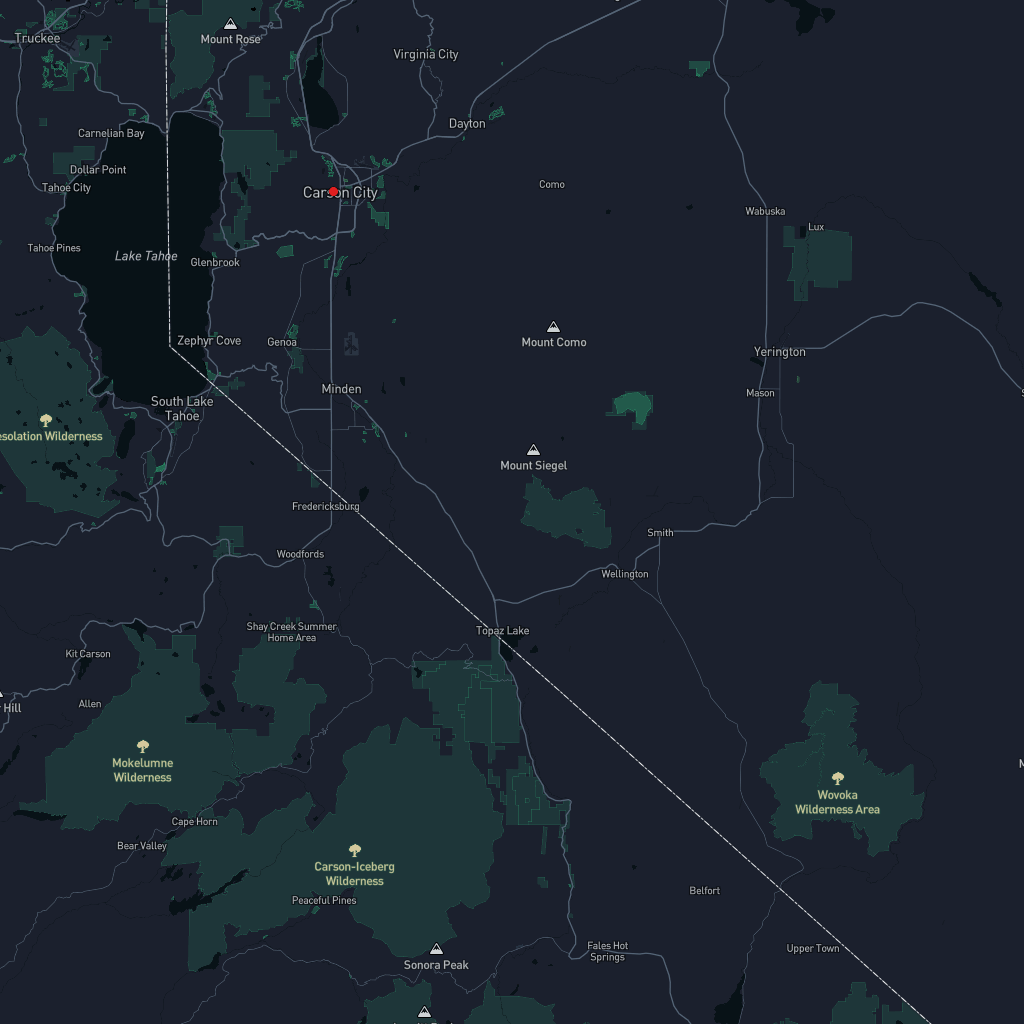 Truckee
Mount Rose
Virginia City
Dayton
Carnelian Bay
Dollar Point
Tahoe City
Carson City
Como
Wabuska
Lux
Tahoe Pines
Lake Tahoe
Glenbrook
Zephyr Cove
Genoa
Mount Como
Yerington
Minden
Mason
South Lake
Tahoe
esolation Wilderness
Mount Siegel
Fredericksburg
Smith
Woodfords
Wellington
Shay Creek Summer
Home Area
Topaz Lake
Kit Carson
Allen
Hill
Mokelumne
Wilderness
Wovoka
Wilderness Area
Cape Horn
Bear Valley
Carson-Iceberg
Wilderness
Peaceful Pines
Belfort
Fales Hot
Springs
Upper Town
Sonora Peak